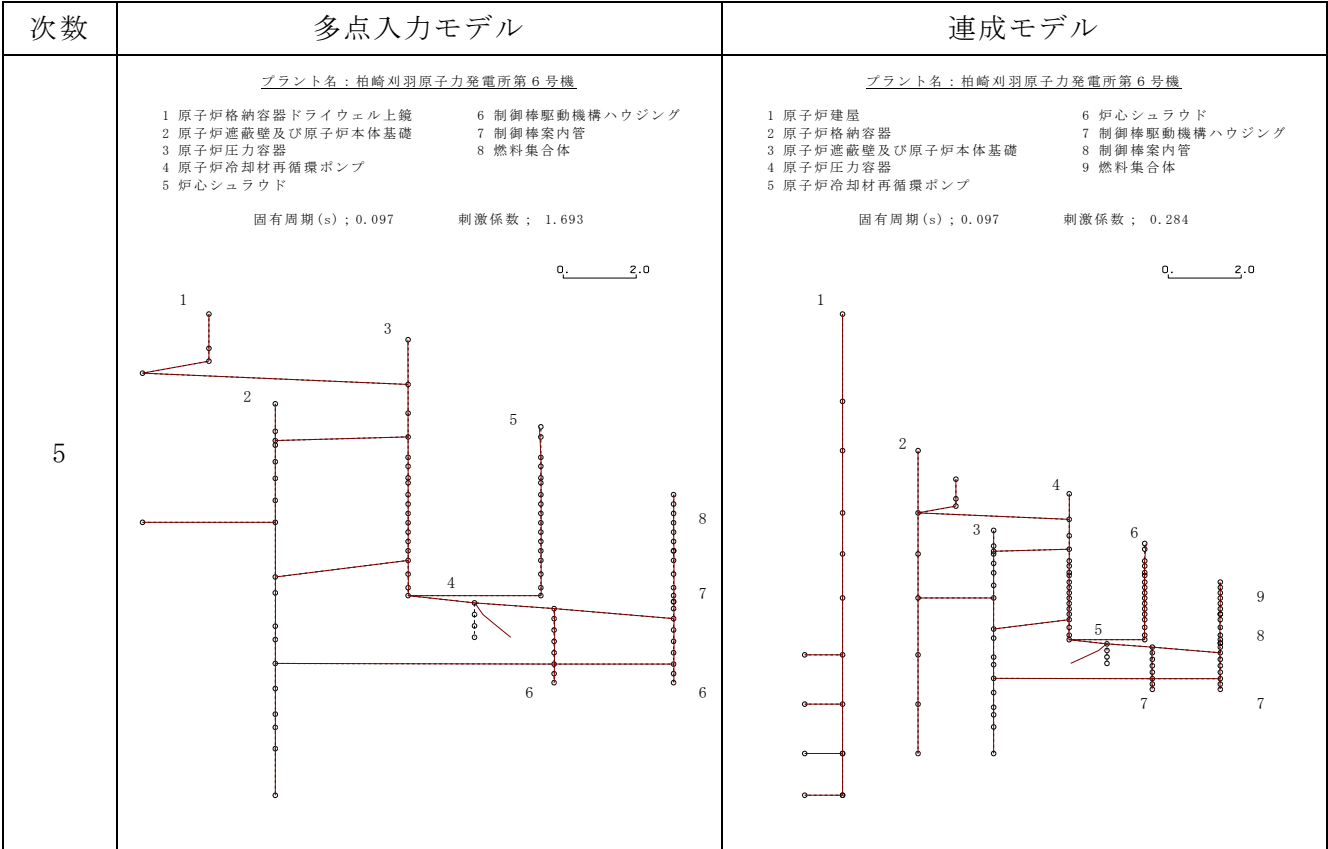 次数
多点入力モデル
連成モデル
5
プラント名：柏崎刈羽原子力発電所第6号機
1 原子炉格納容器ドライウェル上鏡
2 原子炉遮蔽壁及び原子炉本体基礎
3 原子炉圧力容器
4 原子炉冷却材再循環ポンプ
5 炉心シュラウド
6 制御棒駆動機構ハウジング
7 制御棒案内管
8 燃料集合体
固有周期(s)；0.097 刺激係数； 1.693
0. 2.0
1
3
2
5
8
4
7
6
6
プラント名：柏崎刈羽原子力発電所第6号機
1 原子炉建屋
2 原子炉格納容器
3 原子炉遮蔽壁及び原子炉本体基礎
4 原子炉圧力容器
5 原子炉冷却材再循環ポンプ
6 炉心シュラウド
7 制御棒駆動機構ハウジング
8 制御棒案内管
9 燃料集合体
固有周期(s)；0.097 刺激係数； 0.284
0. 2.0
1
2
4
3
6
9
5
8
7
7